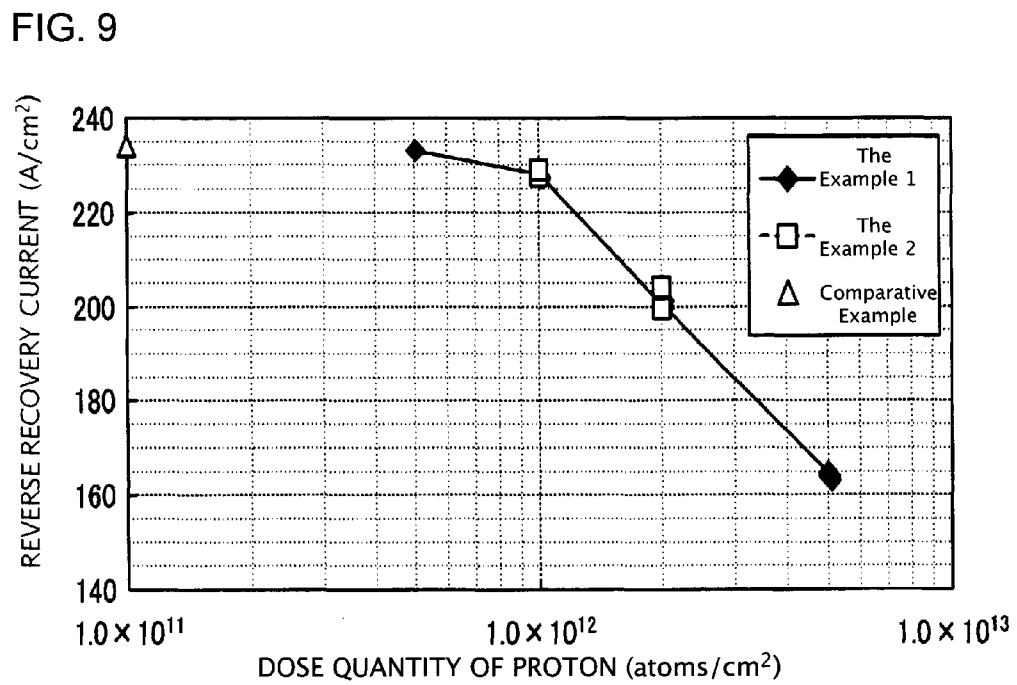 FIG. 9
REVERSE RECOVERY CURRENT (A/cm²)
240
220
200
180
160
140
1.0×10¹¹
1.0×10¹²
1.0×10¹³
DOSE QUANTITY OF PROTON (atoms/cm²)
The
Example 1
The
Example 2
Comparative
Example